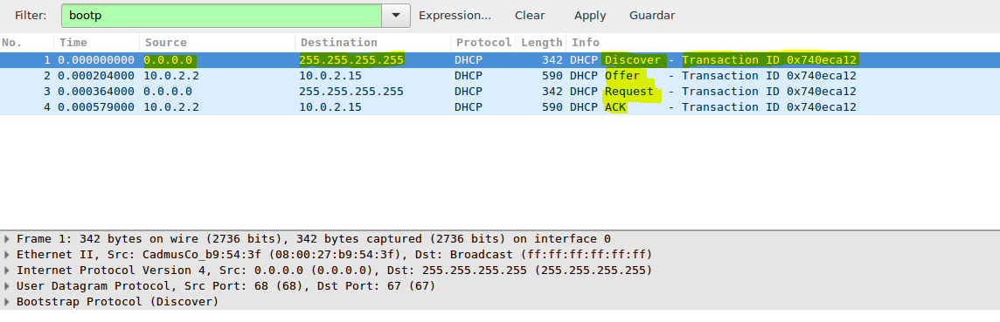 Filter: bootp Expression... Clear Apply Guardar
No. Time Source Destination Protocol Length Info
1 0.000000000 0.0.0.0 255.255.255.255 DHCP 342 DHCP Discover - Transaction ID 0x740eca12
2 0.000204000 10.0.2.2 10.0.2.15 DHCP 590 DHCP Offer - Transaction ID 0x740eca12
3 0.000364000 0.0.0.0 255.255.255.255 DHCP 342 DHCP Request - Transaction ID 0x740eca12
4 0.000579000 10.0.2.2 10.0.2.15 DHCP 590 DHCP ACK - Transaction ID 0x740eca12
Frame 1: 342 bytes on wire (2736 bits), 342 bytes captured (2736 bits) on interface 0
Ethernet II, Src: CadmusCo_b9:54:3f (08:00:27:b9:54:3f), Dst: Broadcast (ff:ff:ff:ff:ff:ff)
Internet Protocol Version 4, Src: 0.0.0.0 (0.0.0.0), Dst: 255.255.255.255 (255.255.255.255)
User Datagram Protocol, Src Port: 68 (68), Dst Port: 67 (67)
Bootstrap Protocol (Discover)